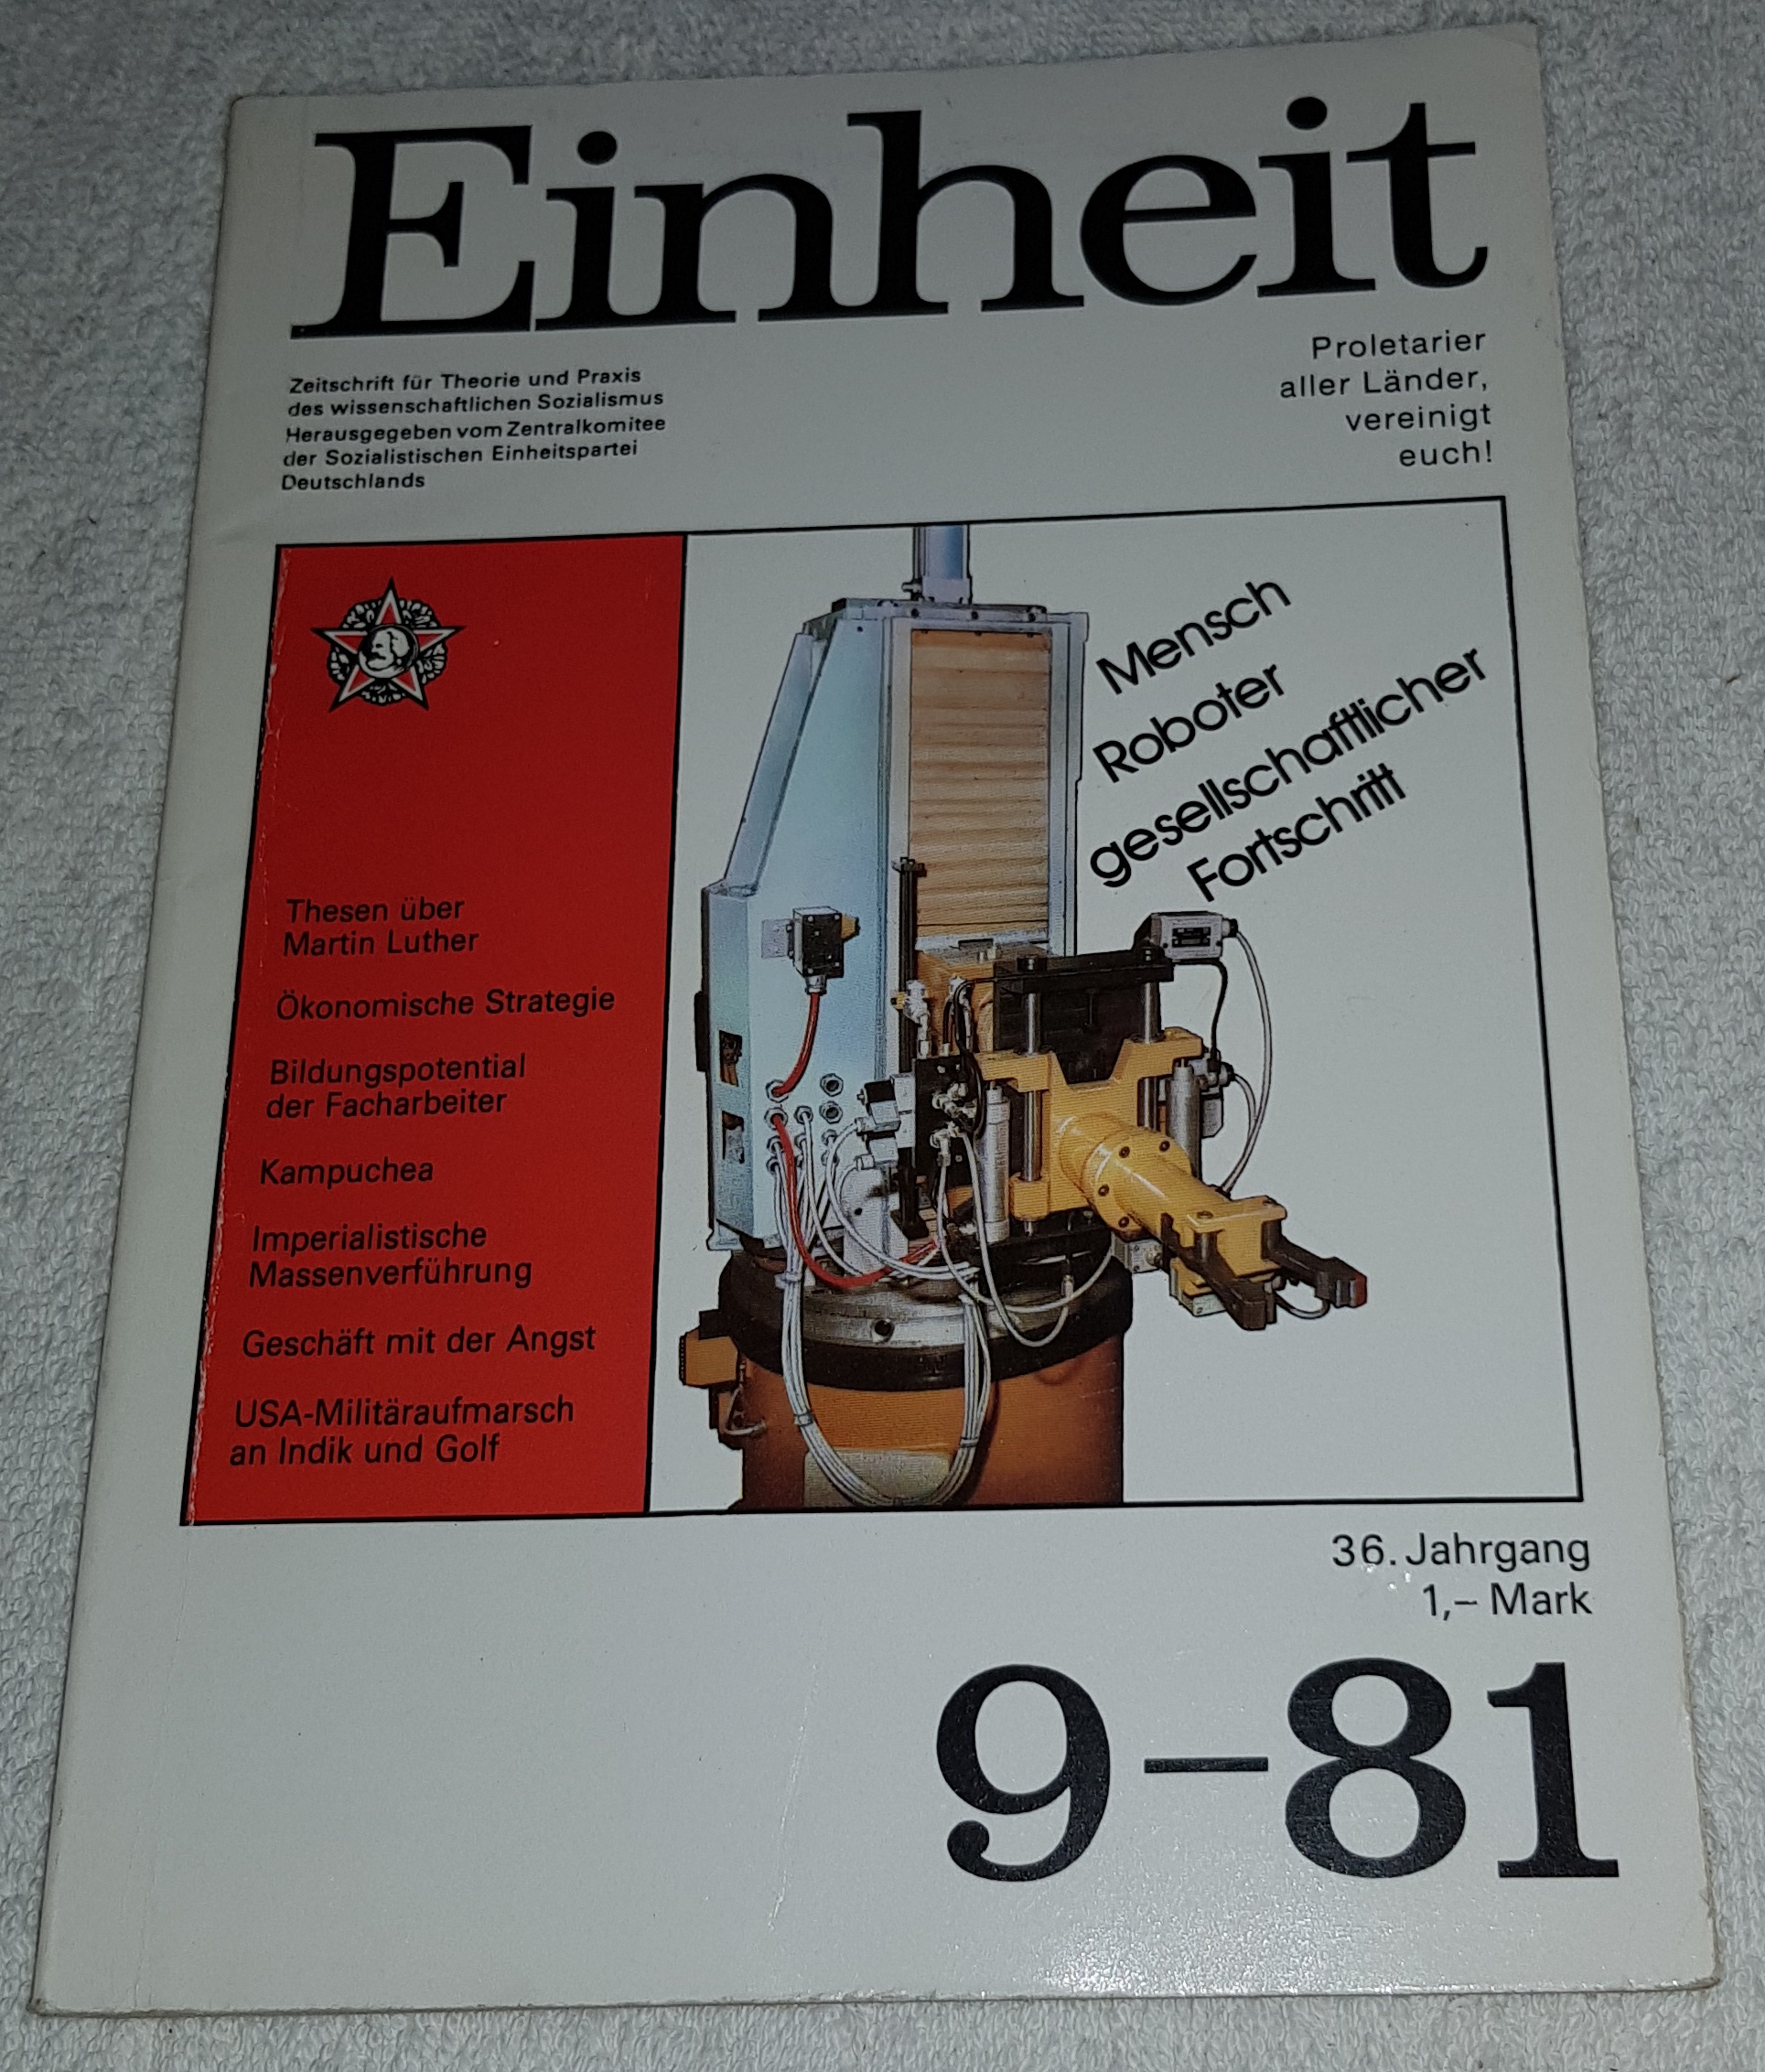 Einheit
Zeitschrift für Theorie und Praxis
des wissenschaftlichen Sozialismus
Herausgegeben vom Zentralkomitee
der Sozialistischen Einheitspartei
Deutschlands
Proletarier
aller Länder,
vereinigt
euch!
Mensch
Roboter
gesellschaftlicher
Fortschritt
Thesen über
Martin Luther
Ökonomische Strategie
Bildungspotential
der Facharbeiter
Kampuchea
Imperialistische
Massenverführung
Geschäft mit der Angst
USA-Militäraufmarsch
an Indik und Golf
36. Jahrgang
1,– Mark
9–81